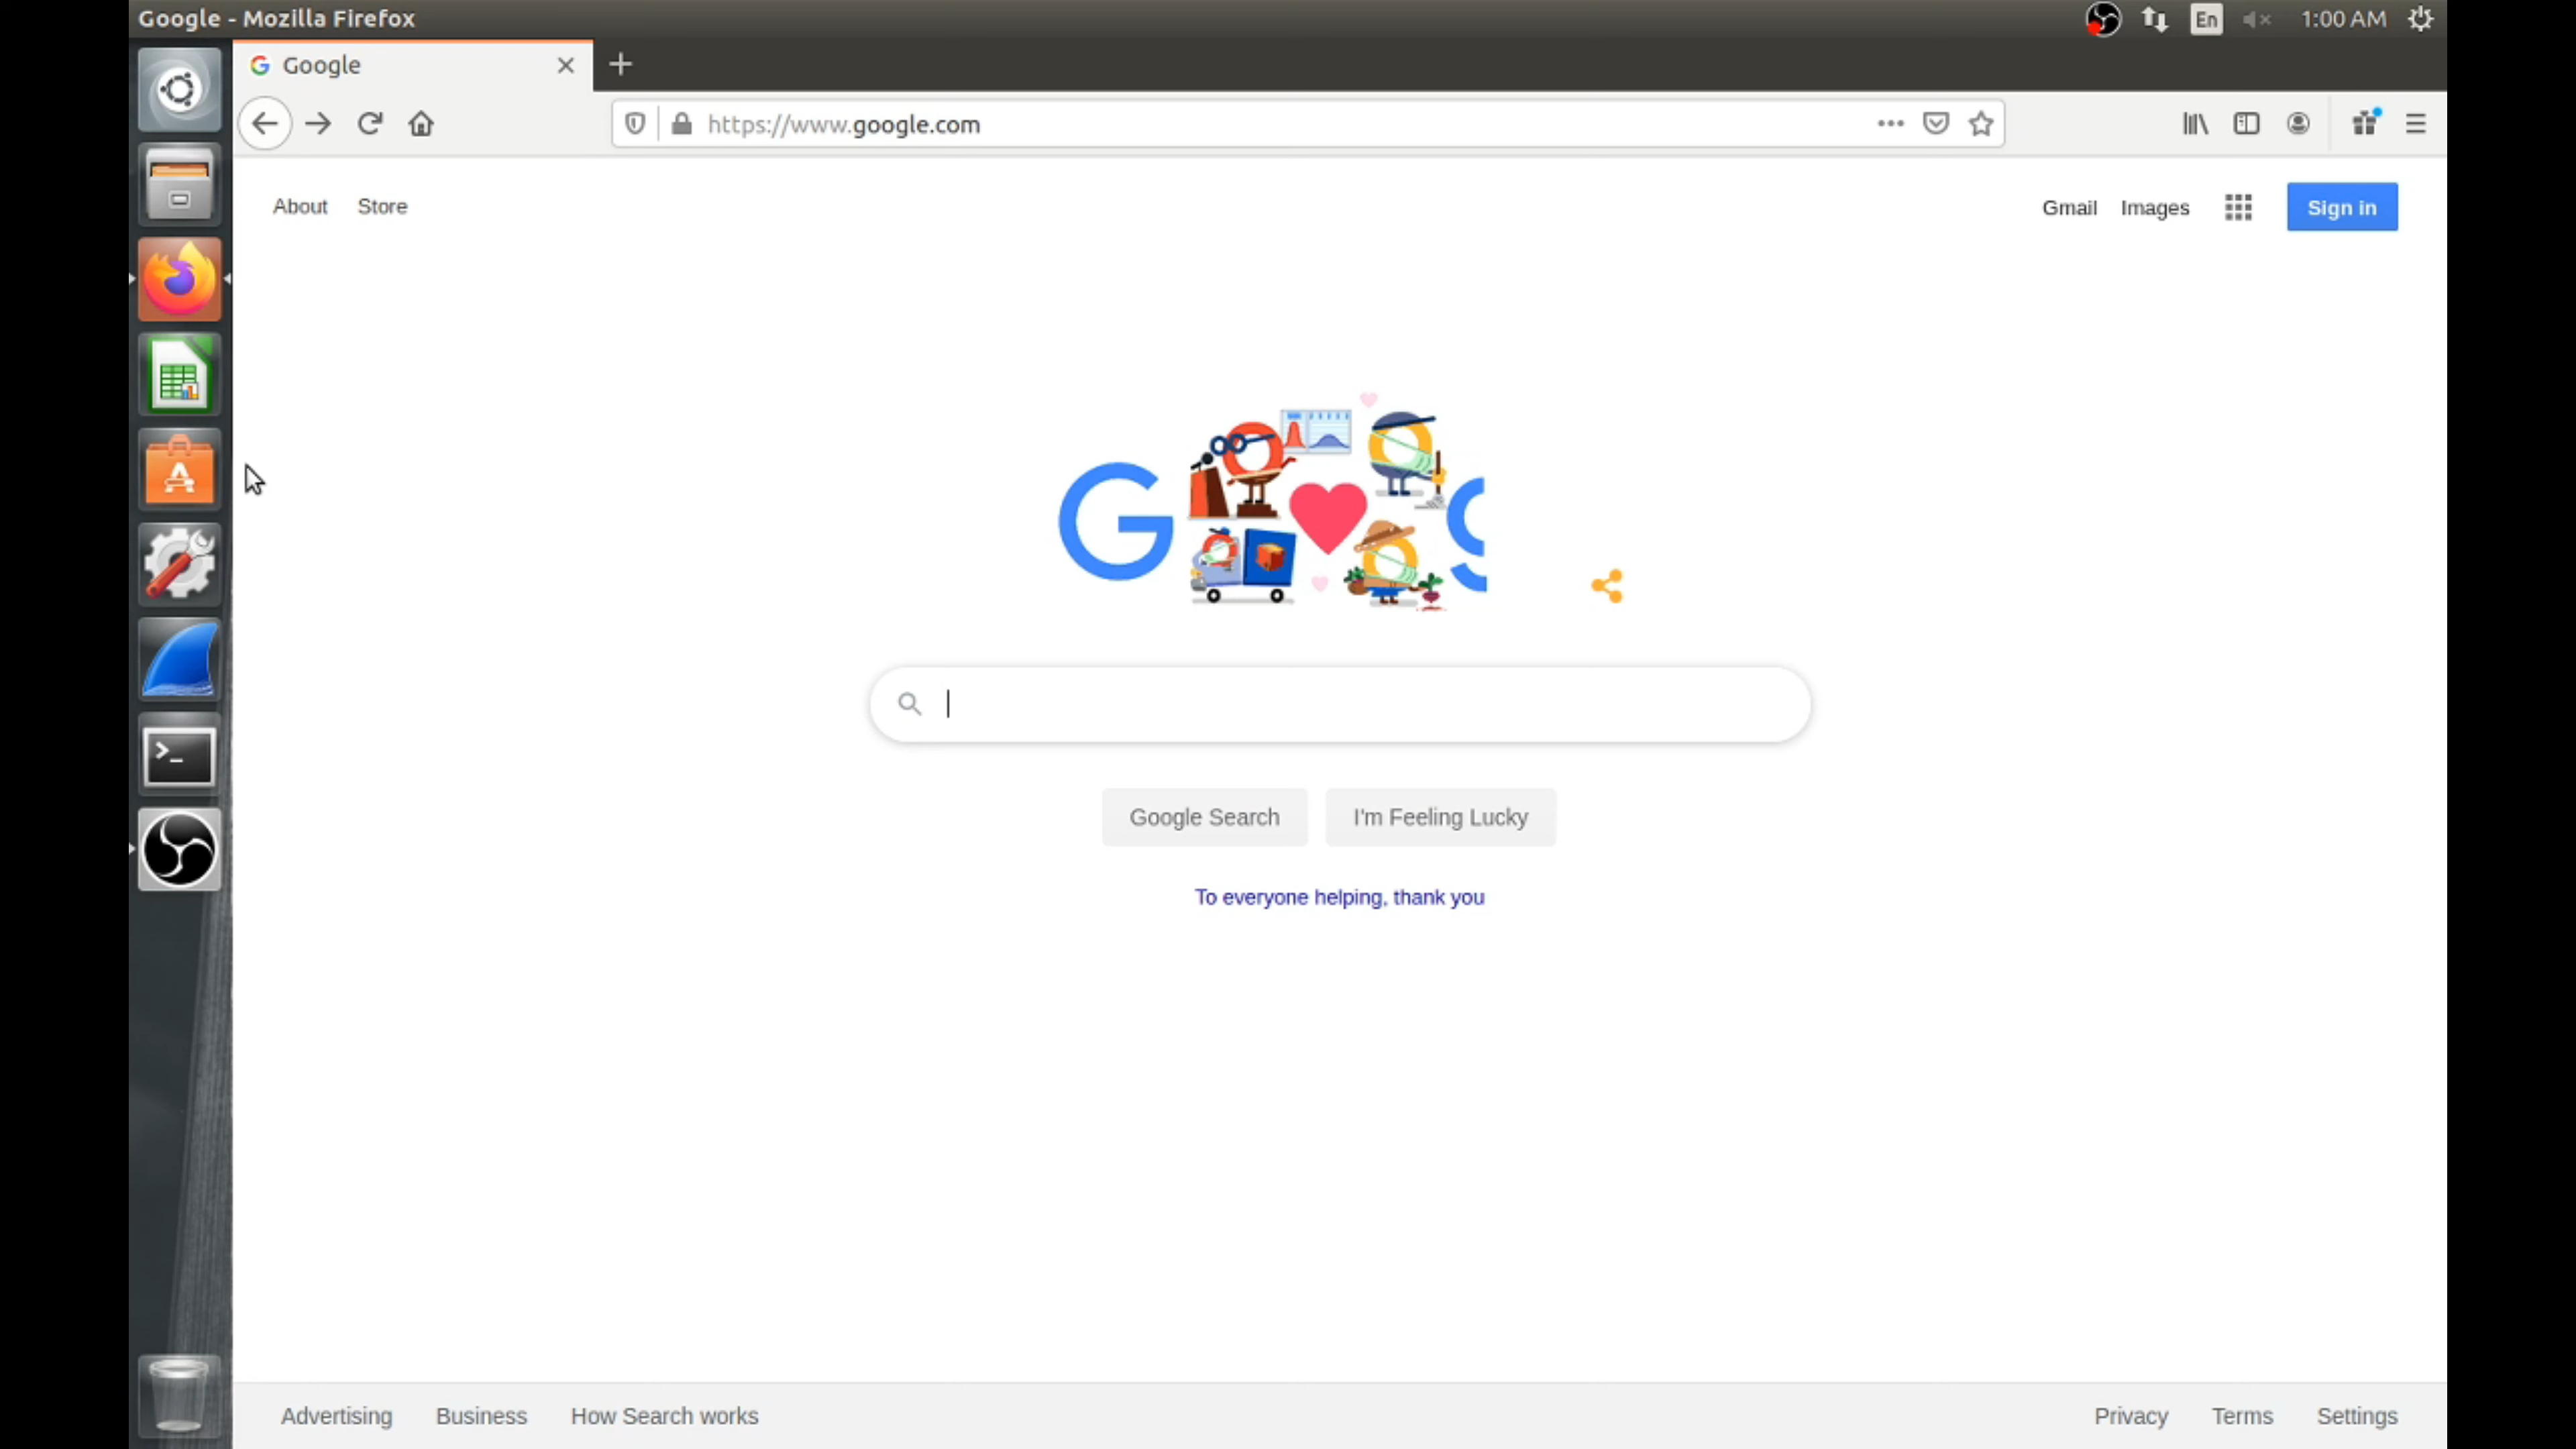 Google - Mozilla Firefox
En
1:00 AM
Google
https://www.google.com
About
Store
Gmail
Images
Sign in
G
Google Search
I'm Feeling Lucky
To everyone helping, thank you
Advertising
Business
How Search works
Privacy
Terms
Settings